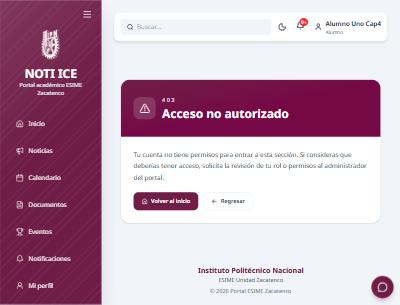 NOTI ICE
Portal académico ESIME
Zacatenco
Inicio
Noticias
Calendario
Documentos
Eventos
Notificaciones
Mi perfil
Buscar...
9+
Alumno Uno Cap4
Alumno
403
Acceso no autorizado
Tu cuenta no tiene permisos para entrar a esta sección. Si consideras que
deberías tener acceso, solicita la revisión de tu rol o permisos al administrador
del portal.
Volver al inicio
Regresar
Instituto Politécnico Nacional
ESIME Unidad Zacatenco
© 2026 Portal ESIME Zacatenco